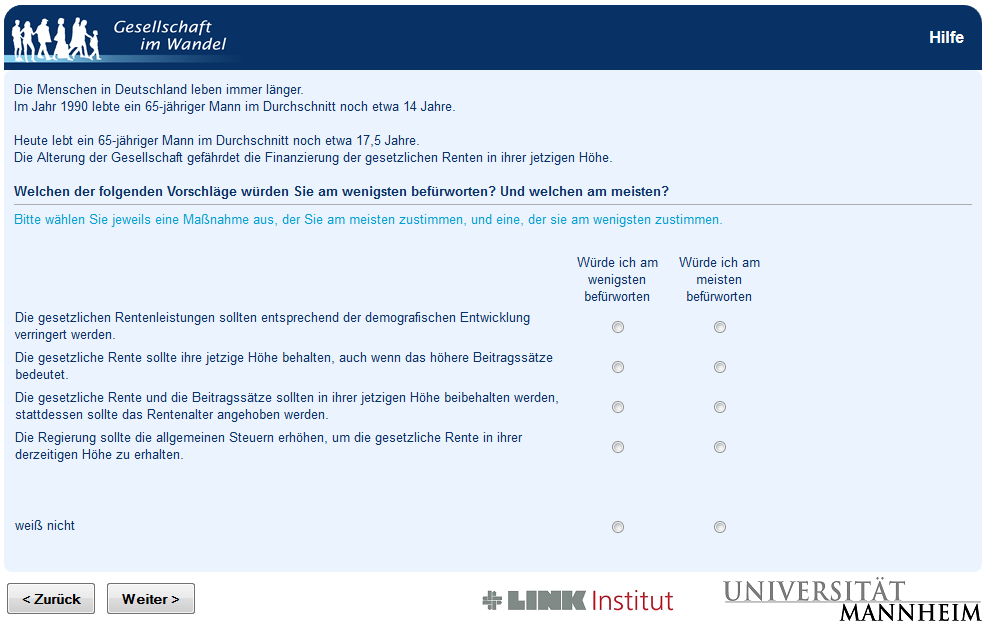 Gesellschaft
im Wandel
Hilfe
Die Menschen in Deutschland leben immer länger.
Im Jahr 1990 lebte ein 65-jähriger Mann im Durchschnitt noch etwa 14 Jahre.
Heute lebt ein 65-jähriger Mann im Durchschnitt noch etwa 17,5 Jahre.
Die Alterung der Gesellschaft gefährdet die Finanzierung der gesetzlichen Renten in ihrer jetzigen Höhe.
Welchen der folgenden Vorschläge würden Sie am wenigsten befürworten? Und welchen am meisten?
Bitte wählen Sie jeweils eine Maßnahme aus, der Sie am meisten zustimmen, und eine, der sie am wenigsten zustimmen.
Würde ich am
wenigsten
befürworten
Würde ich am
meisten
befürworten
Die gesetzlichen Rentenleistungen sollten entsprechend der demografischen Entwicklung
verringert werden.
Die gesetzliche Rente sollte ihre jetzige Höhe behalten, auch wenn das höhere Beitragssätze
bedeutet.
Die gesetzliche Rente und die Beitragssätze sollten in ihrer jetzigen Höhe beibehalten werden,
stattdessen sollte das Rentenalter angehoben werden.
Die Regierung sollte die allgemeinen Steuern erhöhen, um die gesetzliche Rente in ihrer
derzeitigen Höhe zu erhalten.
weiß nicht
< Zurück
Weiter >
LINK Institut
UNIVERSITÄT
MANNHEIM